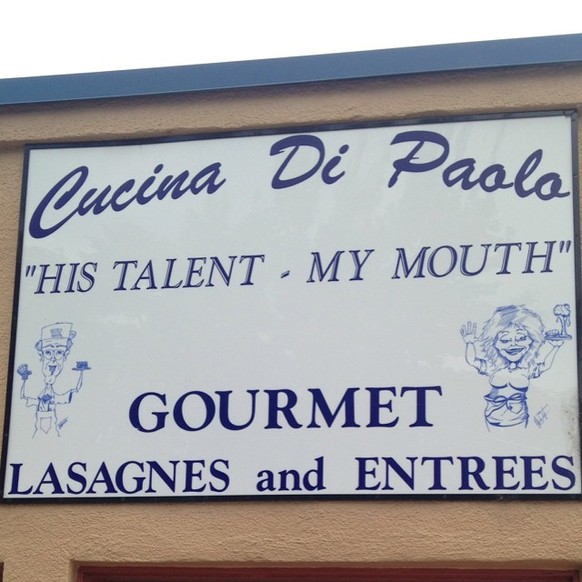 Cucina Di Paolo
"HIS TALENT - MY MOUTH"
GOURMET
LASAGNES and ENTREES